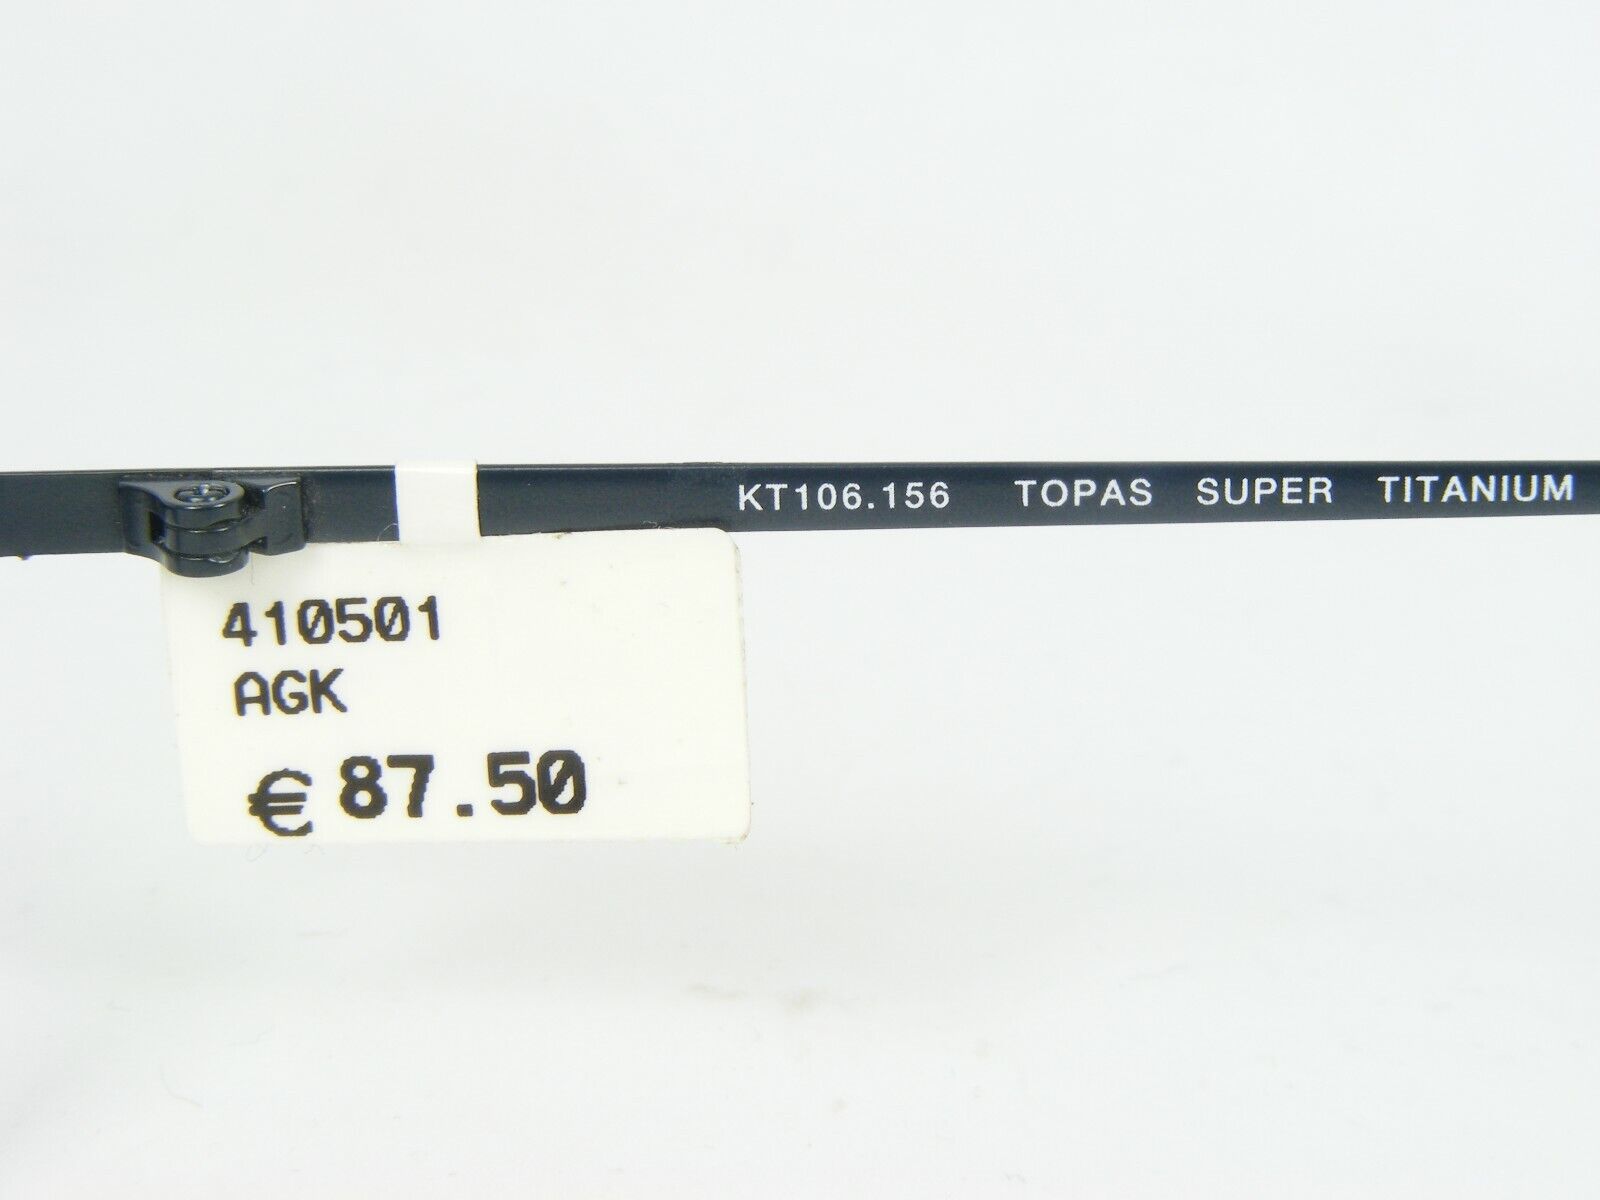 KT106.156 TOPAS SUPER TITANIUM
410501
AGK
€ 87.50